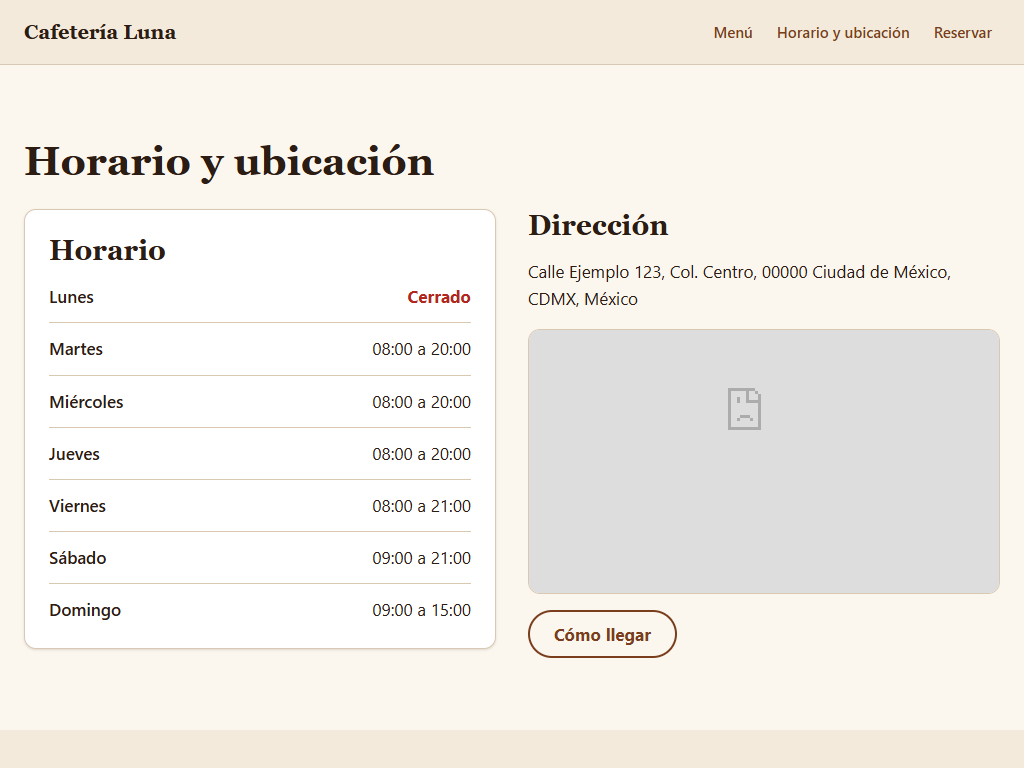 Cafetería Luna
Menú
Horario y ubicación
Reservar
Horario y ubicación
Horario
Lunes Cerrado
Martes 08:00 a 20:00
Miércoles 08:00 a 20:00
Jueves 08:00 a 20:00
Viernes 08:00 a 21:00
Sábado 09:00 a 21:00
Domingo 09:00 a 15:00
Dirección
Calle Ejemplo 123, Col. Centro, 00000 Ciudad de México,
CDMX, México
Cómo llegar